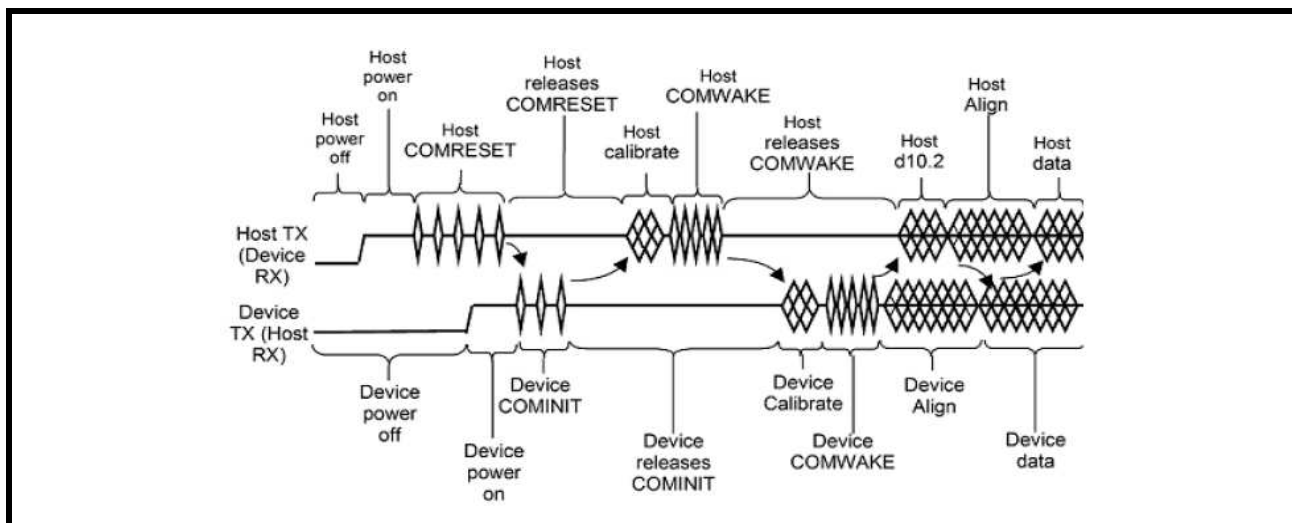 Host
power
off
Host
power
on
Host
COMRESET
Host
releases
COMRESET
Host
calibrate
Host
COMWAKE
Host
releases
COMWAKE
Host
d10.2
Host
Align
Host
data
Host TX
(Device
RX)
Device
TX (Host
RX)
Device
power
off
Device
power
on
Device
COMINIT
Device
releases
COMINIT
Device
Calibrate
Device
COMWAKE
Device
Align
Device
data